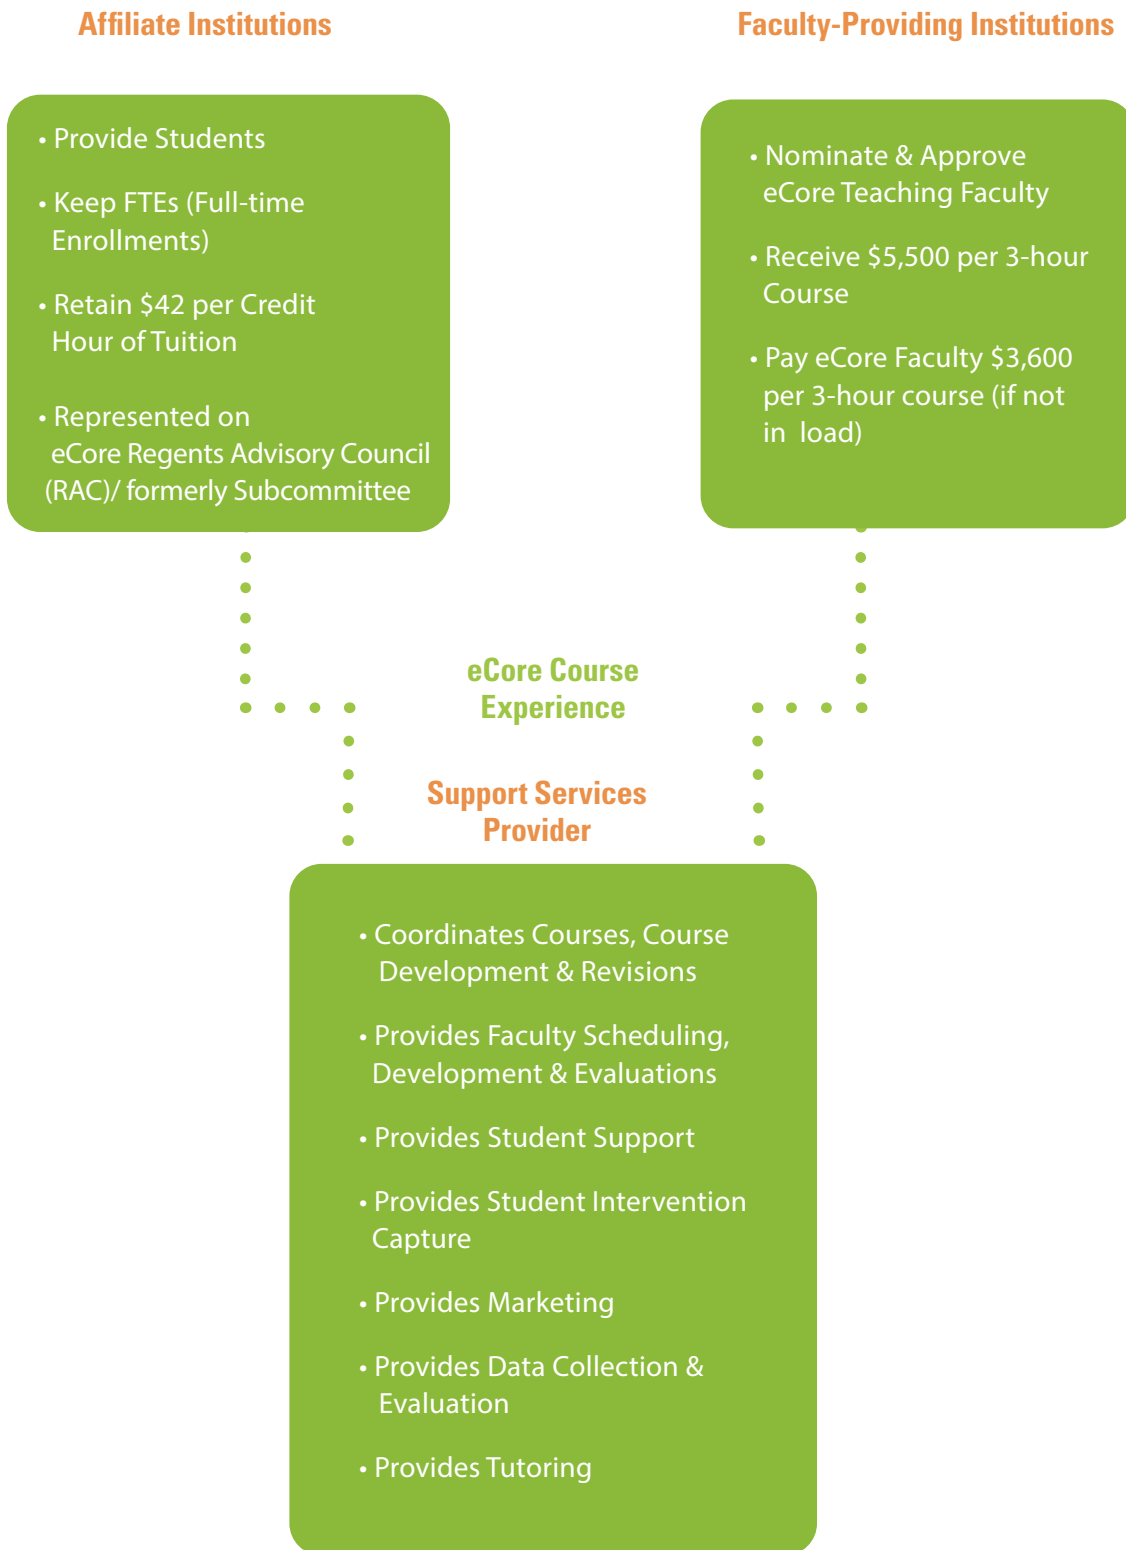 Affiliate Institutions
• Provide Students
• Keep FTEs (Full-time
Enrollments)
• Retain $42 per Credit
Hour of Tuition
• Represented on
eCore Regents Advisory Council
(RAC)/ formerly Subcommittee
Faculty-Providing Institutions
• Nominate & Approve
eCore Teaching Faculty
• Receive $5,500 per 3-hour
Course
• Pay eCore Faculty $3,600
per 3-hour course (if not
in load)
eCore Course
Experience
Support Services
Provider
• Coordinates Courses, Course
Development & Revisions
• Provides Faculty Scheduling,
Development & Evaluations
• Provides Student Support
• Provides Student Intervention
Capture
• Provides Marketing
• Provides Data Collection &
Evaluation
• Provides Tutoring